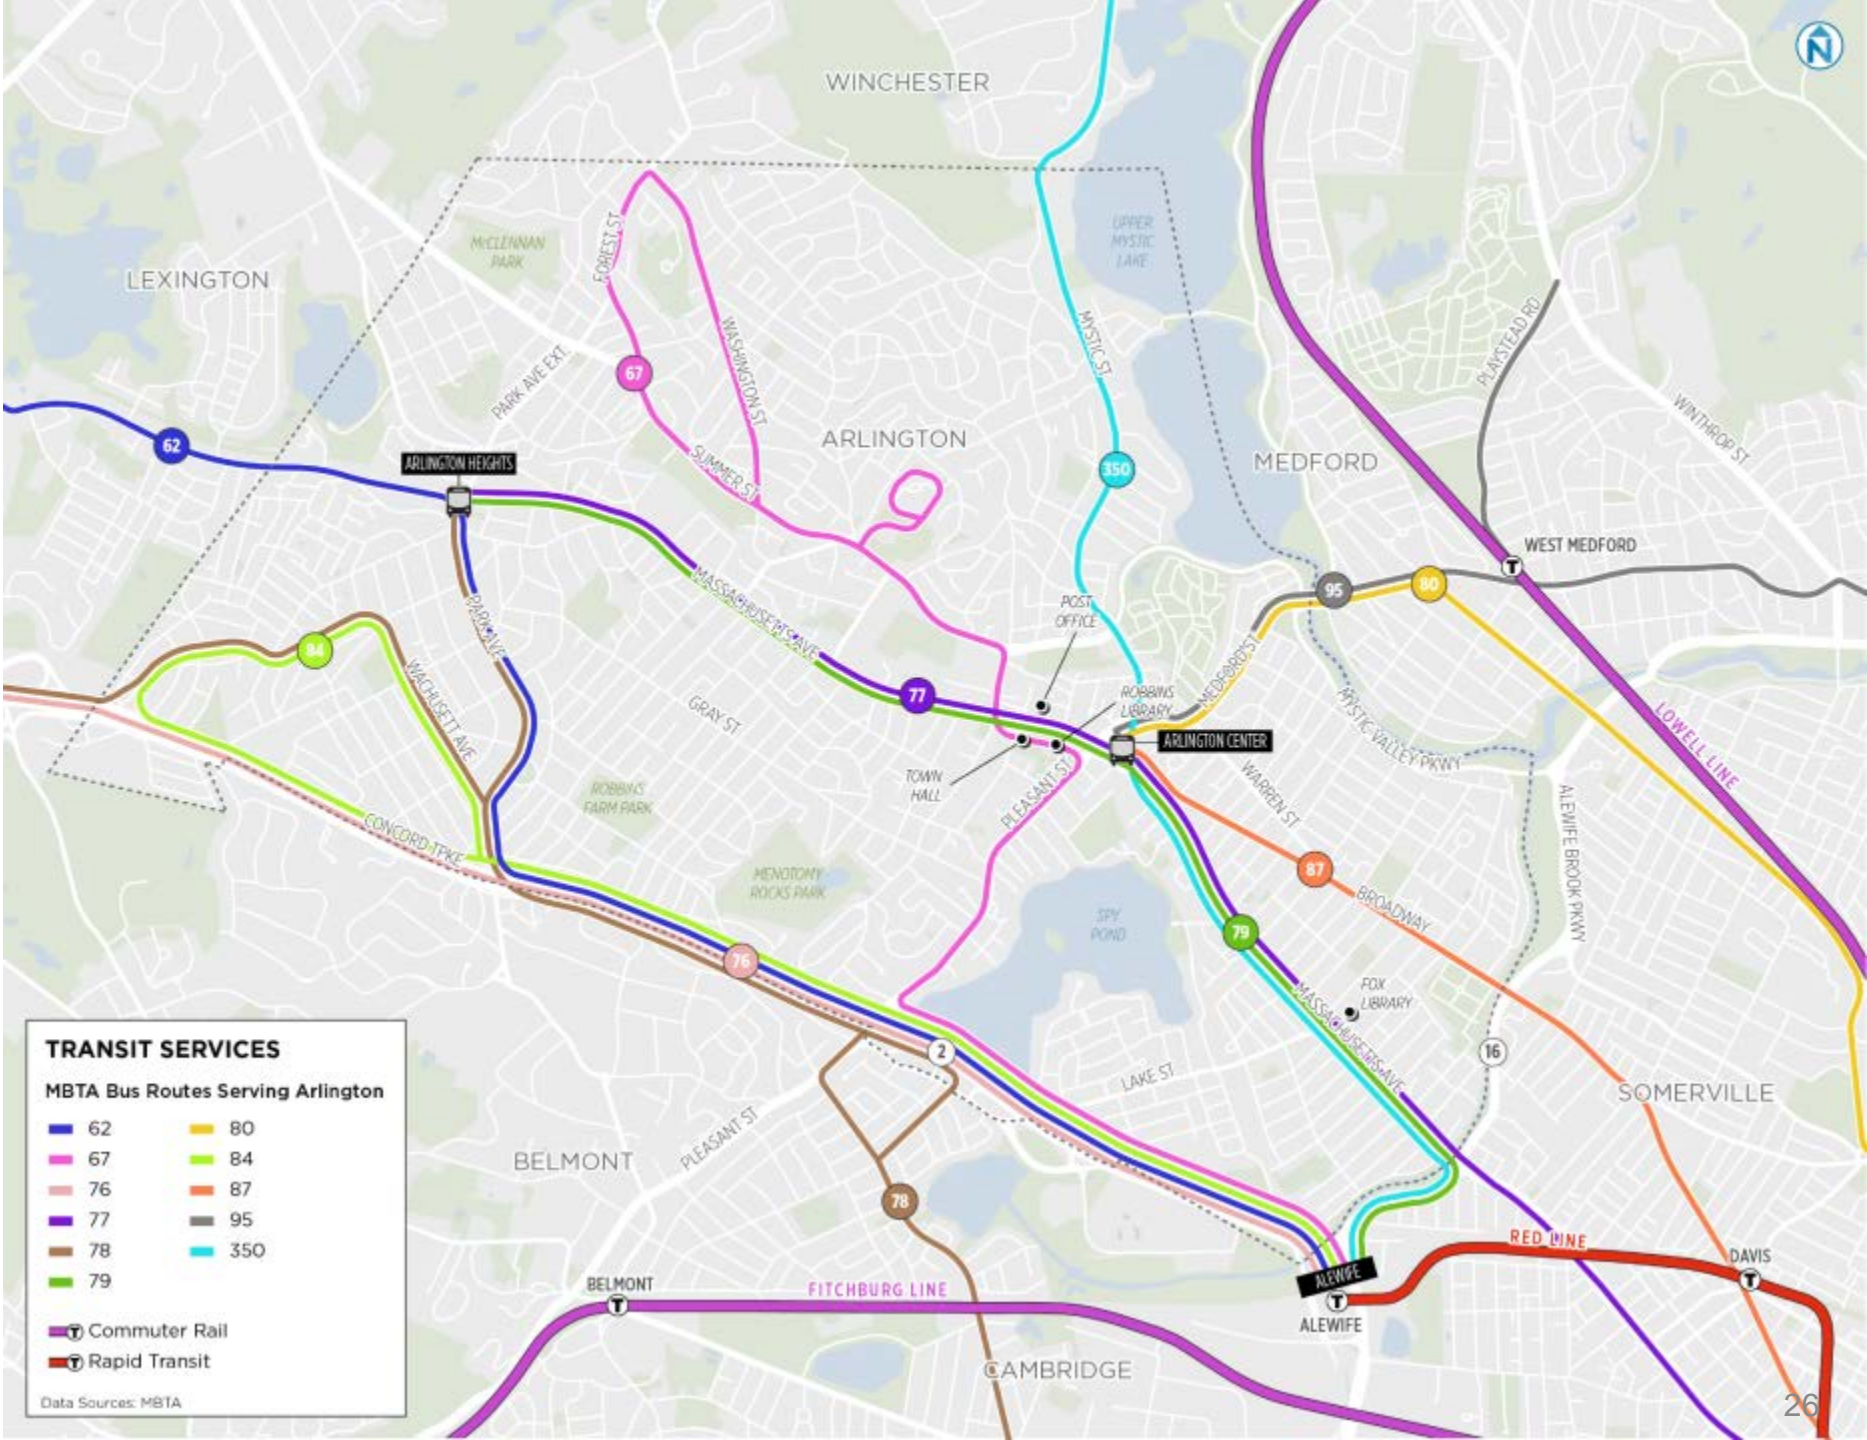 N
WINCHESTER
UPPER
MYSTIC
LAKE
McCLENNAN
PARK
FOREST ST
LEXINGTON
WASHINGTON ST
PARK AVE EXT.
67
MYSTIC ST
PLAYSTEAD RD
WINTHROP ST
62
ARLINGTON HEIGHTS
SUMMER ST
ARLINGTON
350
MEDFORD
WEST MEDFORD
T
95
80
MASSACHUSETTS AVE
PARK AVE
POST
OFFICE
84
WACHUSETT AVE
77
GRAY ST
ROBBINS
LIBRARY
MEDFORD ST
MYSTIC VALLEY PKWY
LOWELL LINE
ARLINGTON CENTER
TOWN
HALL
PLEASANT ST
WARREN ST
ALEWIFE BROOK PKWY
ROBBINS
FARM PARK
CONCORD TPKE
MENOTOMY
ROCKS PARK
87
BROADWAY
SPY
POND
79
76
FOX
LIBRARY
MASSACHUSETTS AVE
2
16
LAKE ST
SOMERVILLE
PLEASANT ST
BELMONT
78
RED LINE
DAVIS
T
ALEWIFE
T
ALEWIFE
BELMONT
T
FITCHBURG LINE
CAMBRIDGE
TRANSIT SERVICES
MBTA Bus Routes Serving Arlington
62
67
76
77
78
79
80
84
87
95
350
T Commuter Rail
T Rapid Transit
Data Sources: MBTA
26